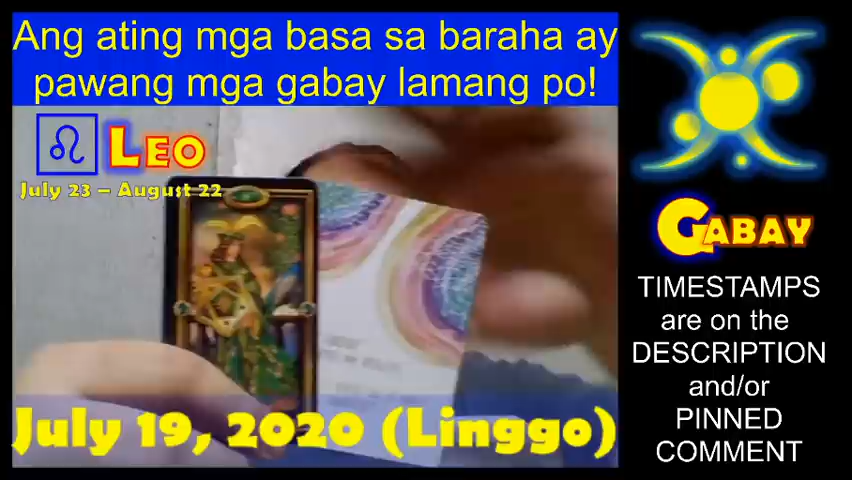 Ang ating mga basa sa baraha ay
pawang mga gabay lamang po!
♌ LEO
July 23 – August 22
July 19, 2020 (Linggo)
GABAY
TIMESTAMPS
are on the
DESCRIPTION
and/or
PINNED
COMMENT